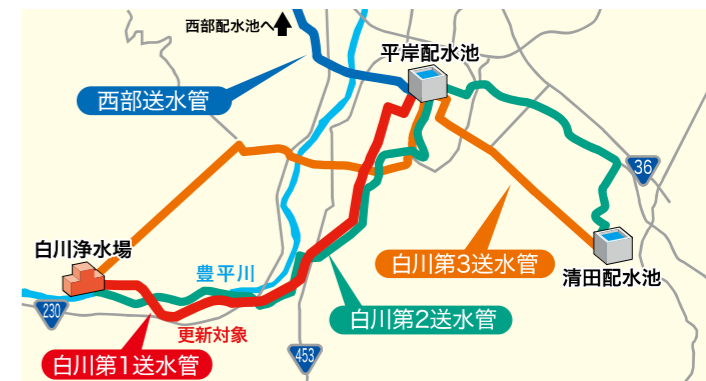 西部配水池へ
平岸配水池
西部送水管
36
白川浄水場
豊平川
白川第3送水管
清田配水池
230
更新対象
白川第2送水管
白川第1送水管
453